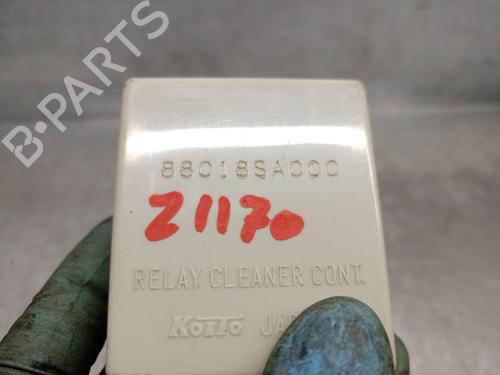 B-PARTS
88018SA000
Z1170
RELAY CLEANER CONT.
KOITO